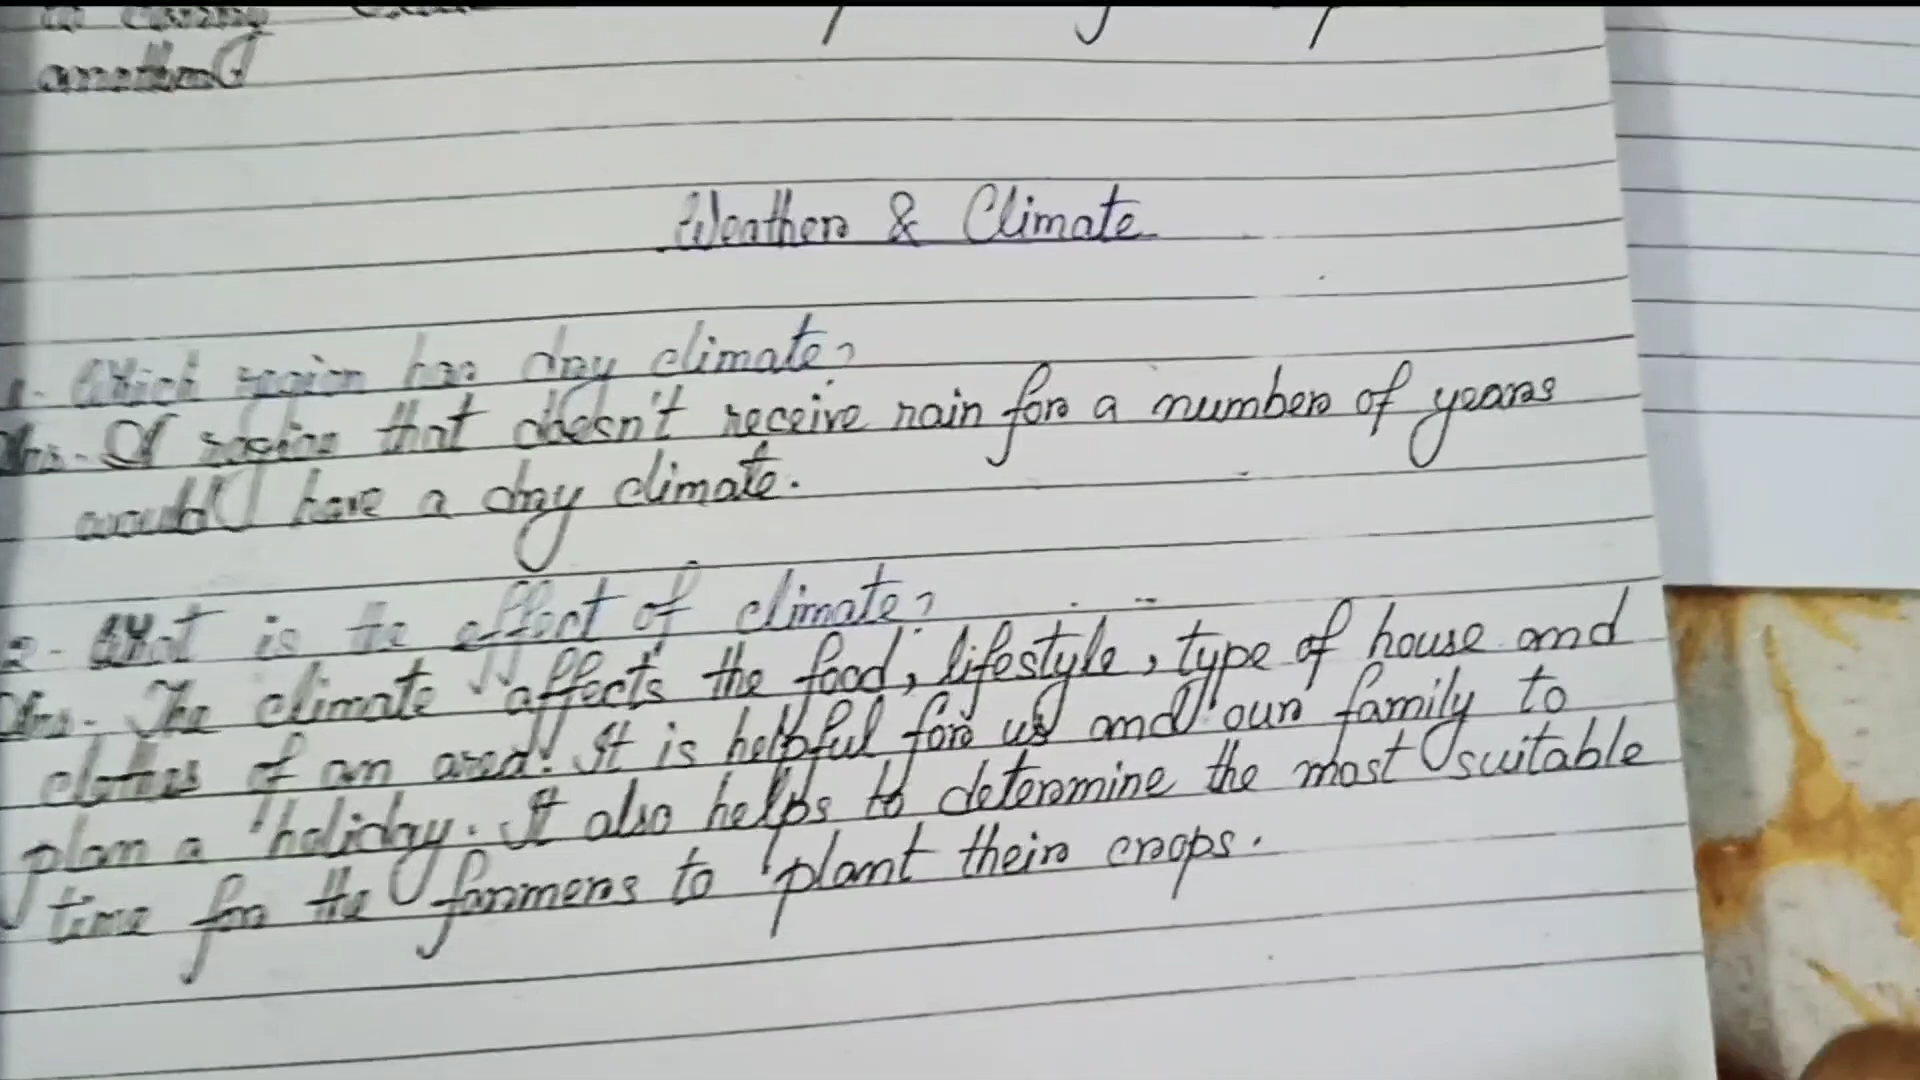 another
Weather & Climate
1. Which region has dry climate?
Ans- A region that doesn't receive rain for a number of years
would have a dry climate.
2- What is the effect of climate?
Ans- The climate affects the food, lifestyle, type of house and
clothes of an area. It is helpful for us and our family to
plan a holiday. It also helps to determine the most suitable
time for the farmers to plant their crops.